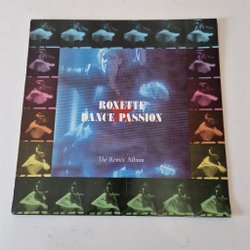 ROXETTE
DANCE PASSION
The Remix Album